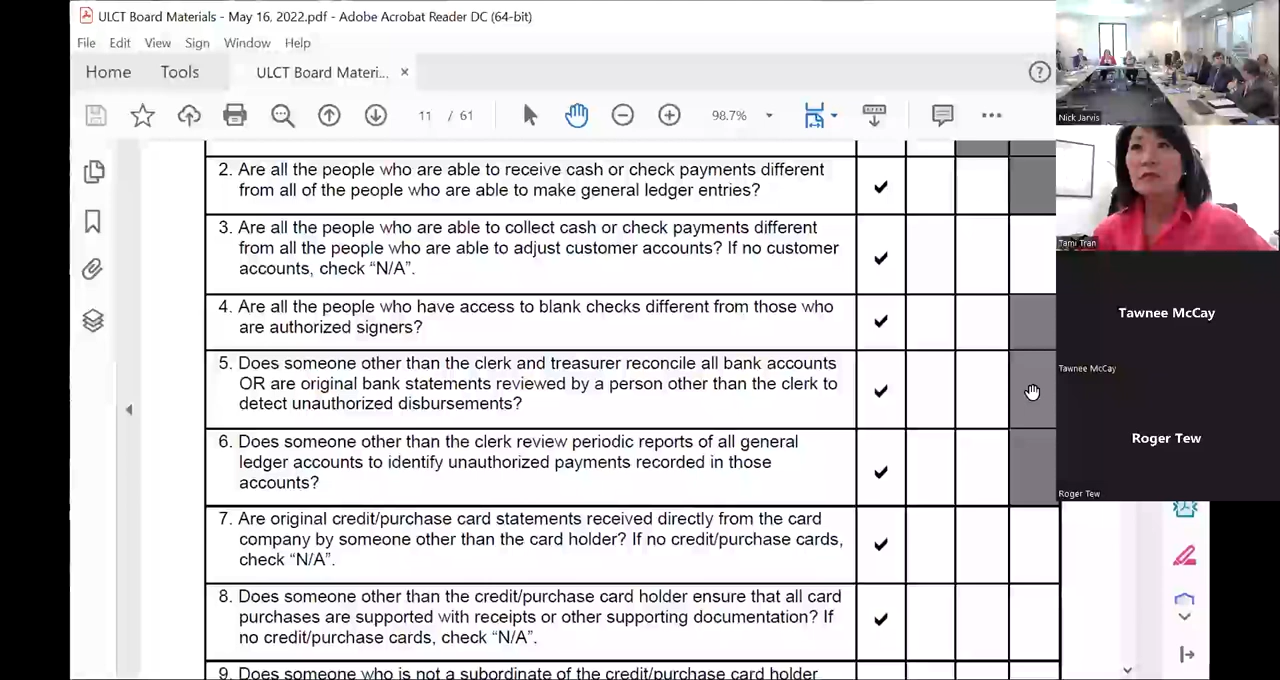 ULCT Board Materials - May 16, 2022.pdf - Adobe Acrobat Reader DC (64-bit)
File Edit View Sign Window Help
Home Tools ULCT Board Materi... ×
11 / 61 98.7%
2. Are all the people who are able to receive cash or check payments different
from all of the people who are able to make general ledger entries?
3. Are all the people who are able to collect cash or check payments different
from all the people who are able to adjust customer accounts? If no customer
accounts, check “N/A”.
4. Are all the people who have access to blank checks different from those who
are authorized signers?
5. Does someone other than the clerk and treasurer reconcile all bank accounts
OR are original bank statements reviewed by a person other than the clerk to
detect unauthorized disbursements?
6. Does someone other than the clerk review periodic reports of all general
ledger accounts to identify unauthorized payments recorded in those
accounts?
7. Are original credit/purchase card statements received directly from the card
company by someone other than the card holder? If no credit/purchase cards,
check “N/A”.
8. Does someone other than the credit/purchase card holder ensure that all card
purchases are supported with receipts or other supporting documentation? If
no credit/purchase cards, check “N/A”.
9. Does someone who is not a subordinate of the credit/purchase card holder
Nick Jarvis
Tami Tran
Tawnee McCay
Tawnee McCay
Roger Tew
Roger Tew